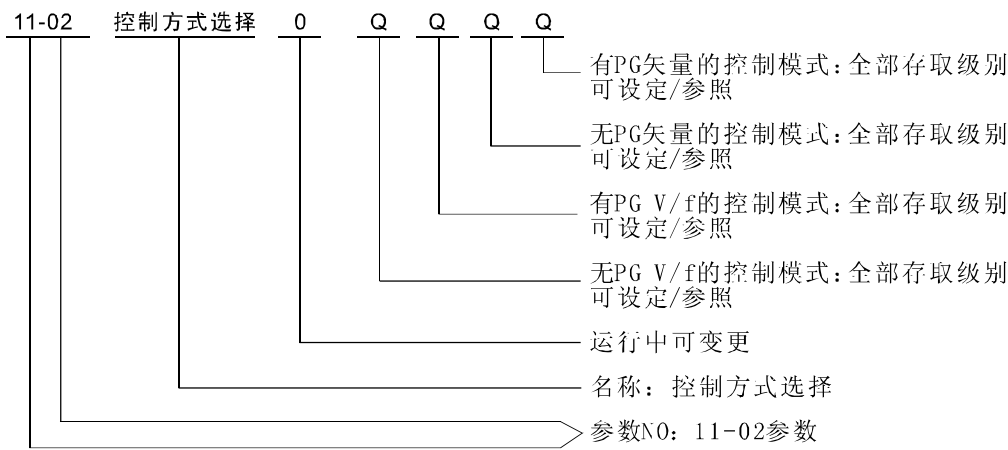 11-02 控制方式选择 0 Q Q Q Q
有PG矢量的控制模式:全部存取级别
可设定/参照
无PG矢量的控制模式:全部存取级别
可设定/参照
有PG V/f的控制模式:全部存取级别
可设定/参照
无PG V/f的控制模式:全部存取级别
可设定/参照
运行中可变更
名称: 控制方式选择
参数NO: 11-02参数